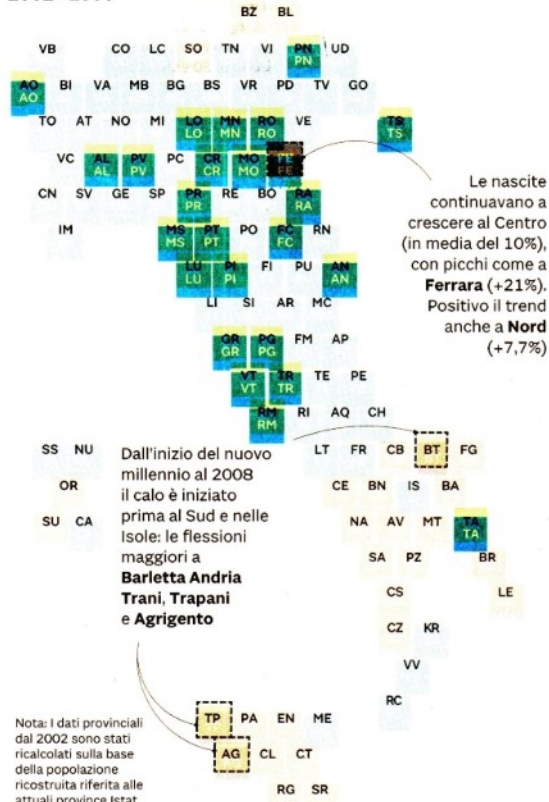 BZ BL
VB CO LC SO TN VI PN UD
PN
AO BI VA MB BG BS VR PD TV GO
AO
TO AT NO MI LO MN RO VE TS
LO MN RO TS
VC AL PV PC CR MO FE
AL PV CR MO FE
CN SV GE SP PR RE BO RA
PR RA
IM MS PT PO FC RN
MS PT FC
LU PI FI PU AN
LU PI AN
LI SI AR MC
GR PG FM AP
GR PG
VT TR TE PE
VT TR
RM RI AQ CH
RM
SS NU LT FR CB BT FG
OR CE BN IS BA
SU CA NA AV MT TA
TA
SA PZ BR
CS LE
CZ KR
VV
RC
TP PA EN ME
AG CL CT
RG SR
Le nascite
continuavano a
crescere al Centro
(in media del 10%),
con picchi come a
Ferrara (+21%).
Positivo il trend
anche a Nord
(+7,7%)
Dall'inizio del nuovo
millennio al 2008
il calo è iniziato
prima al Sud e nelle
Isole: le flessioni
maggiori a
Barletta Andria
Trani, Trapani
e Agrigento
Nota: I dati provinciali
dal 2002 sono stati
ricalcolati sulla base
della popolazione
ricostruita riferita alle
attuali province Istat